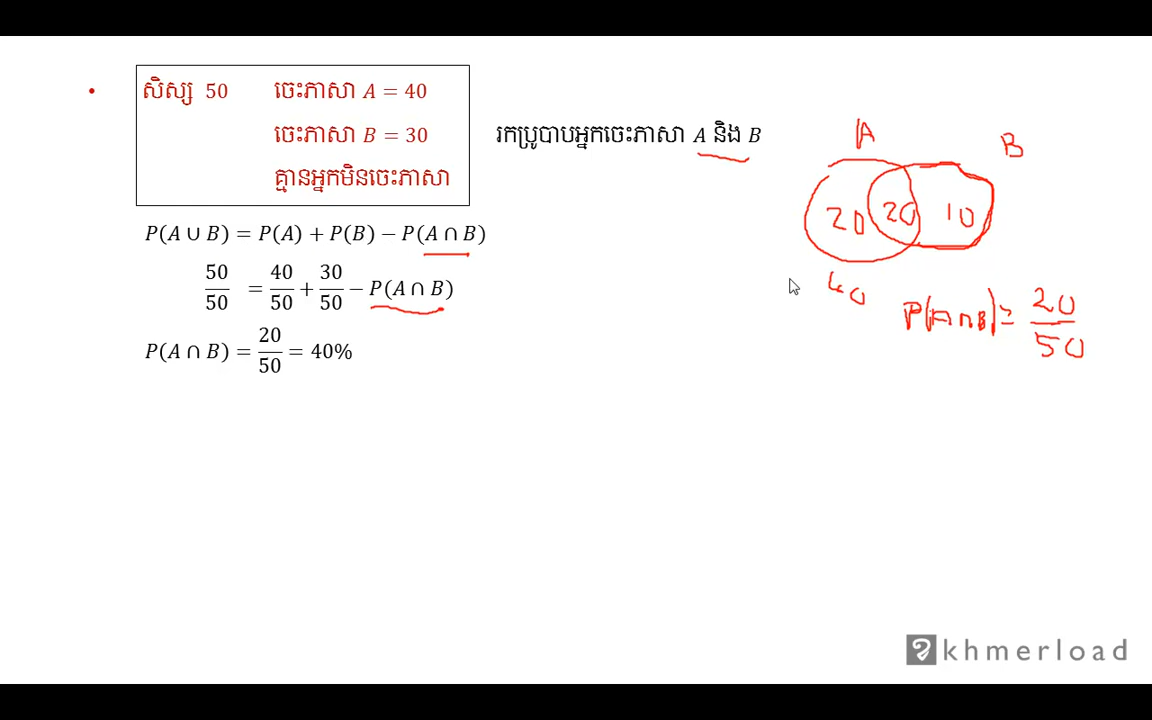 • សិស្ស 50 ចេះភាសា A = 40
ចេះភាសា B = 30
គ្មានអ្នកមិនចេះភាសា
រកប្រូបាបអ្នកចេះភាសា A និង B
P(A ∪ B) = P(A) + P(B) − P(A ∩ B)
50/50 = 40/50 + 30/50 − P(A ∩ B)
P(A ∩ B) = 20/50 = 40%
A B
20 20 10
40
P(A∩B) = 20/50
khmerload